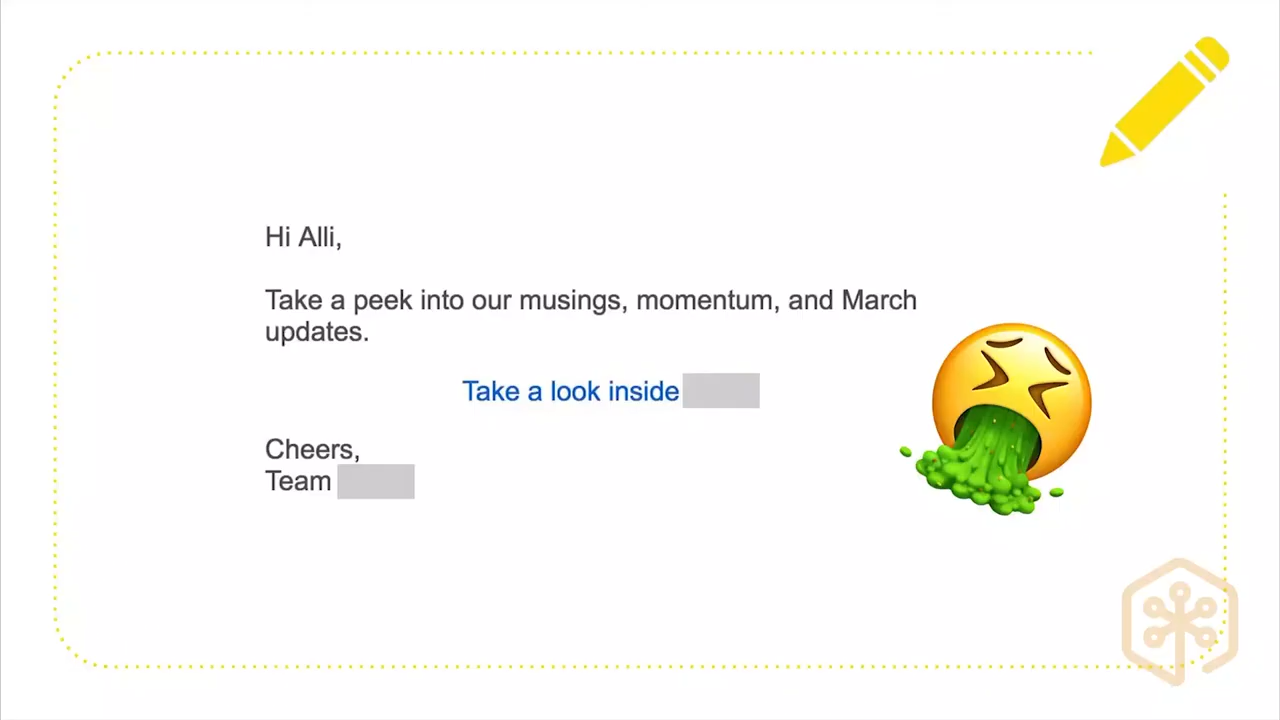 Hi Alli,
Take a peek into our musings, momentum, and March
updates.
Take a look inside
Cheers,
Team